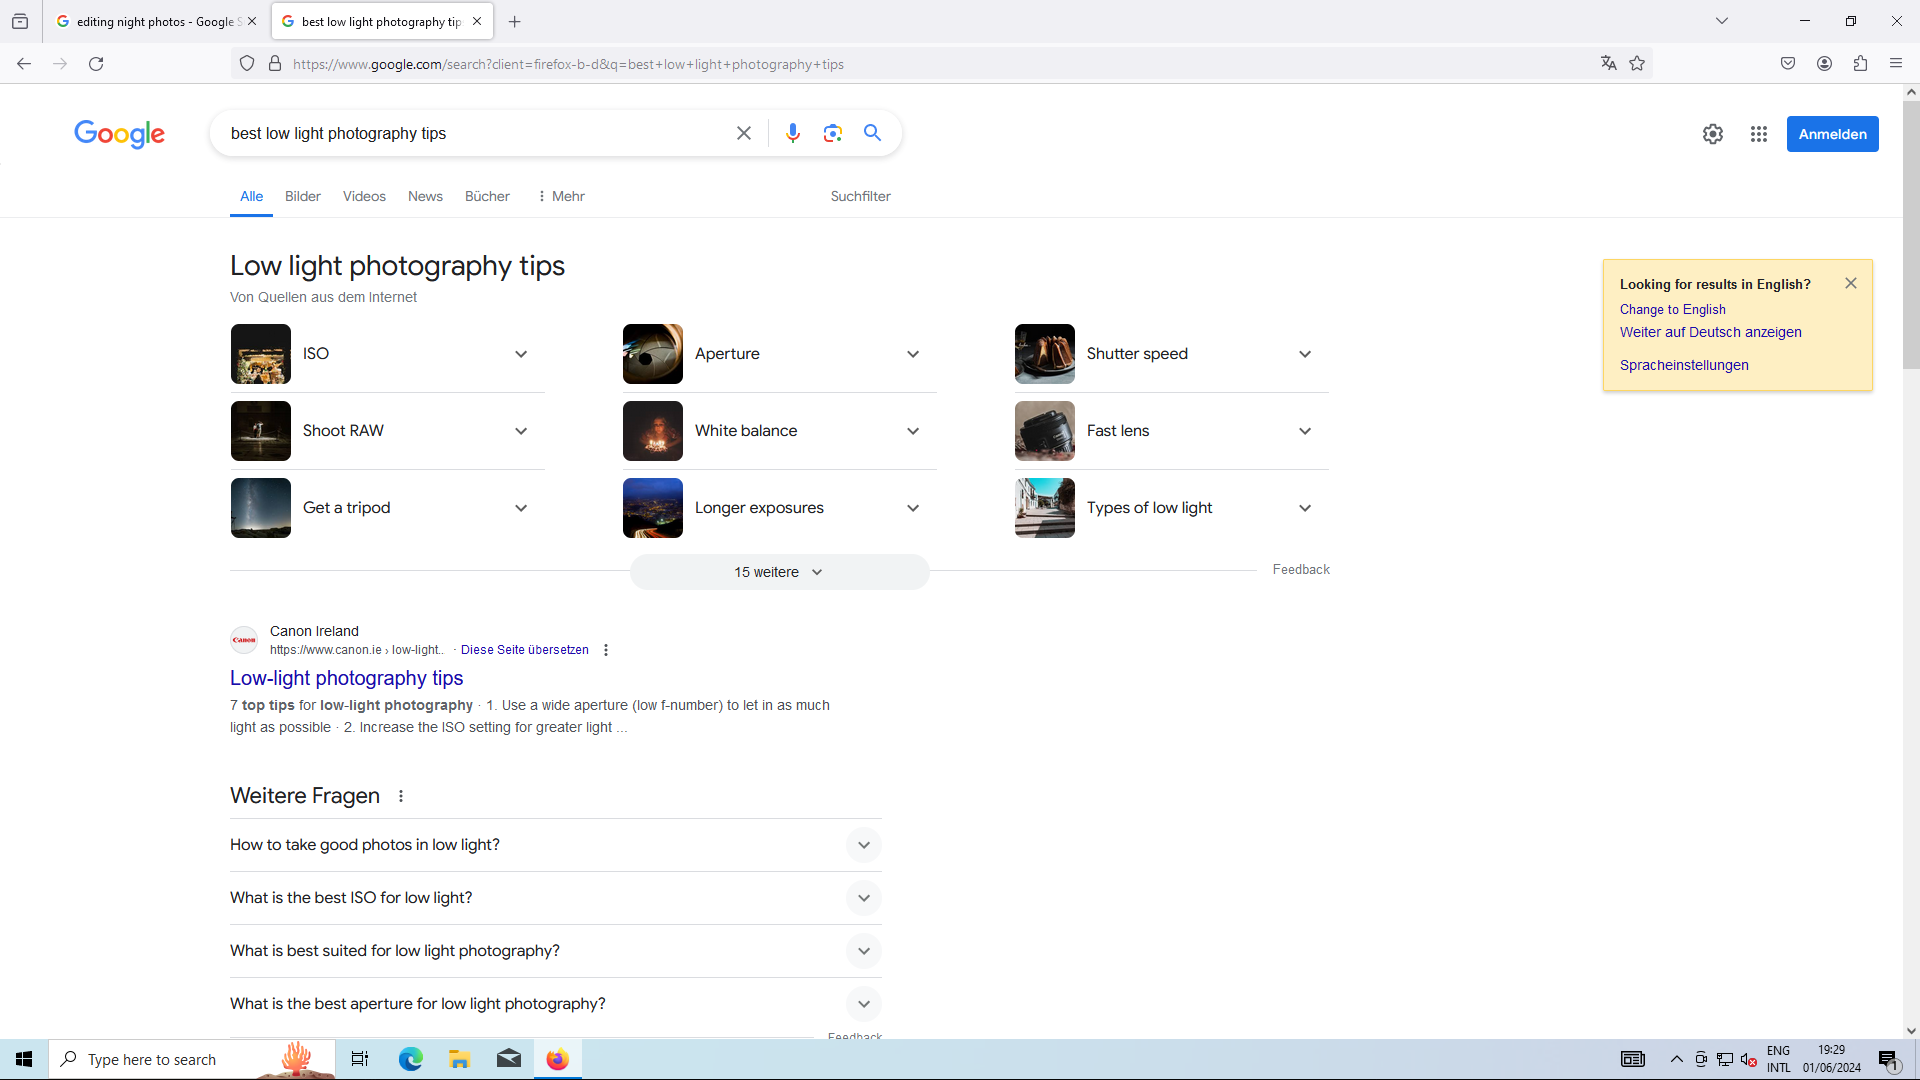 editing night photos - Google S
best low light photography tip
https://www.google.com/search?client=firefox-b-d&q=best+low+light+photography+tips
Google
best low light photography tips
Anmelden
Alle Bilder Videos News Bücher Mehr Suchfilter
Low light photography tips
Von Quellen aus dem Internet
Looking for results in English?
Change to English
Weiter auf Deutsch anzeigen
Spracheinstellungen
ISO Aperture Shutter speed
Shoot RAW White balance Fast lens
Get a tripod Longer exposures Types of low light
15 weitere
Feedback
Canon
Canon Ireland
https://www.canon.ie › low-light... · Diese Seite übersetzen
Low-light photography tips
7 top tips for low-light photography · 1. Use a wide aperture (low f-number) to let in as much
light as possible · 2. Increase the ISO setting for greater light ...
Weitere Fragen
How to take good photos in low light?
What is the best ISO for low light?
What is best suited for low light photography?
What is the best aperture for low light photography?
Feedback
Type here to search
ENG
INTL
19:29
01/06/2024
1